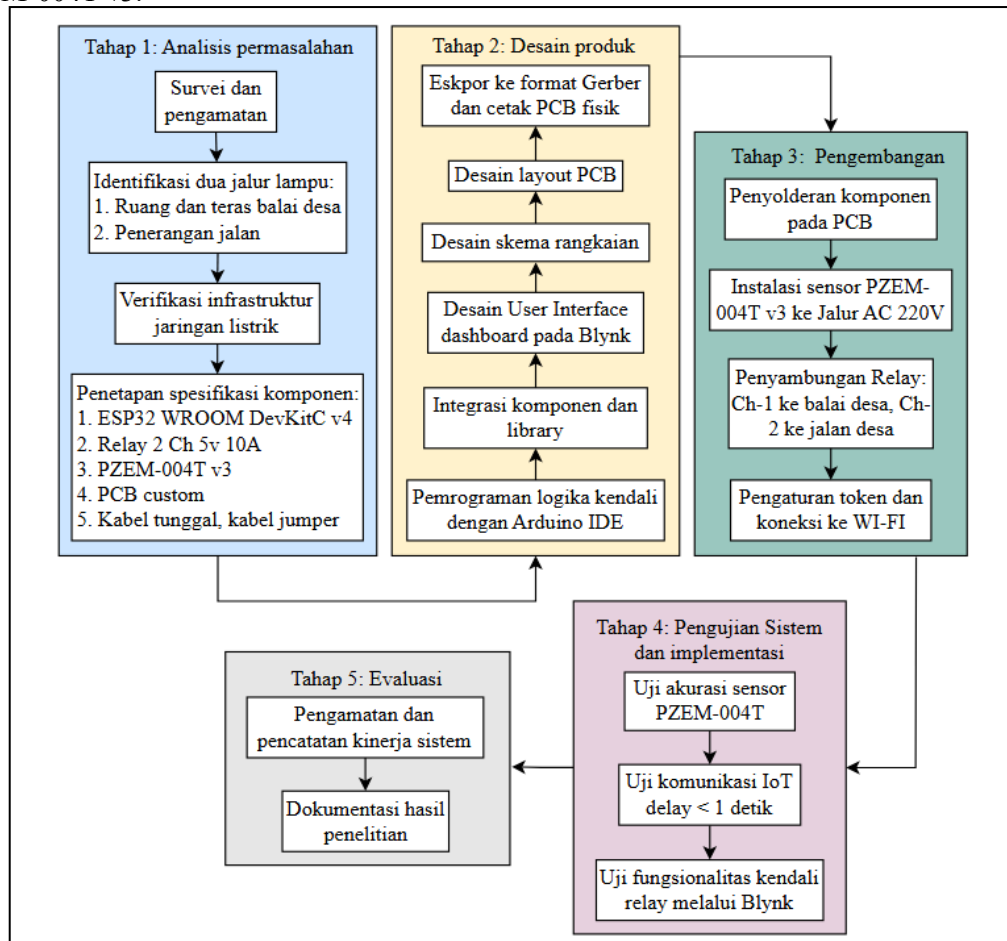 Tahap 1: Analisis permasalahan
Survei dan
pengamatan
Identifikasi dua jalur lampu:
1. Ruang dan teras balai desa
2. Penerangan jalan
Verifikasi infrastruktur
jaringan listrik
Penetapan spesifikasi komponen:
1. ESP32 WROOM DevKitC v4
2. Relay 2 Ch 5v 10A
3. PZEM-004T v3
4. PCB custom
5. Kabel tunggal, kabel jumper
Tahap 2: Desain produk
Eskpor ke format Gerber
dan cetak PCB fisik
Desain layout PCB
Desain skema rangkaian
Desain User Interface
dashboard pada Blynk
Integrasi komponen dan
library
Pemrograman logika kendali
dengan Arduino IDE
Tahap 3: Pengembangan
Penyolderan komponen
pada PCB
Instalasi sensor PZEM-
004T v3 ke Jalur AC 220V
Penyambungan Relay:
Ch-1 ke balai desa, Ch-
2 ke jalan desa
Pengaturan token dan
koneksi ke WI-FI
Tahap 4: Pengujian Sistem
dan implementasi
Uji akurasi sensor
PZEM-004T
Uji komunikasi IoT
delay < 1 detik
Uji fungsionalitas kendali
relay melalui Blynk
Tahap 5: Evaluasi
Pengamatan dan
pencatatan kinerja sistem
Dokumentasi hasil
penelitian